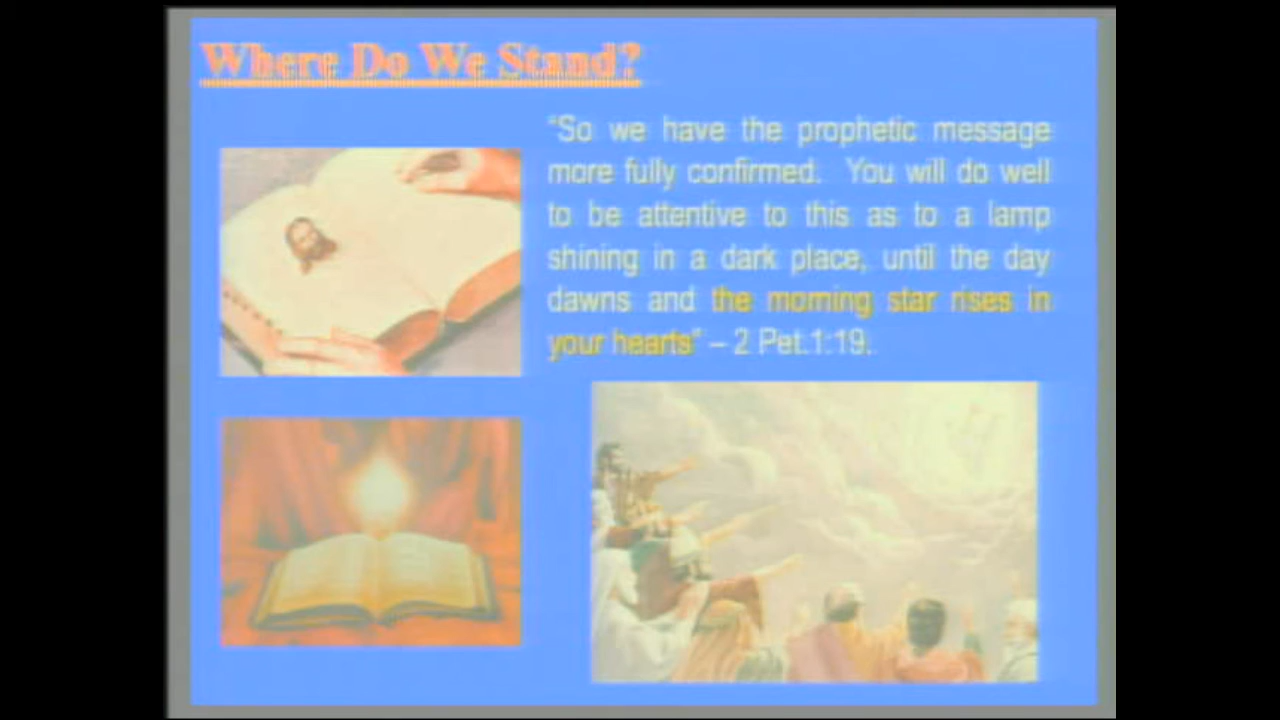 Where Do We Stand?
“So we have the prophetic message
more fully confirmed. You will do well
to be attentive to this as to a lamp
shining in a dark place, until the day
dawns and the morning star rises in
your hearts” – 2 Pet.1:19.